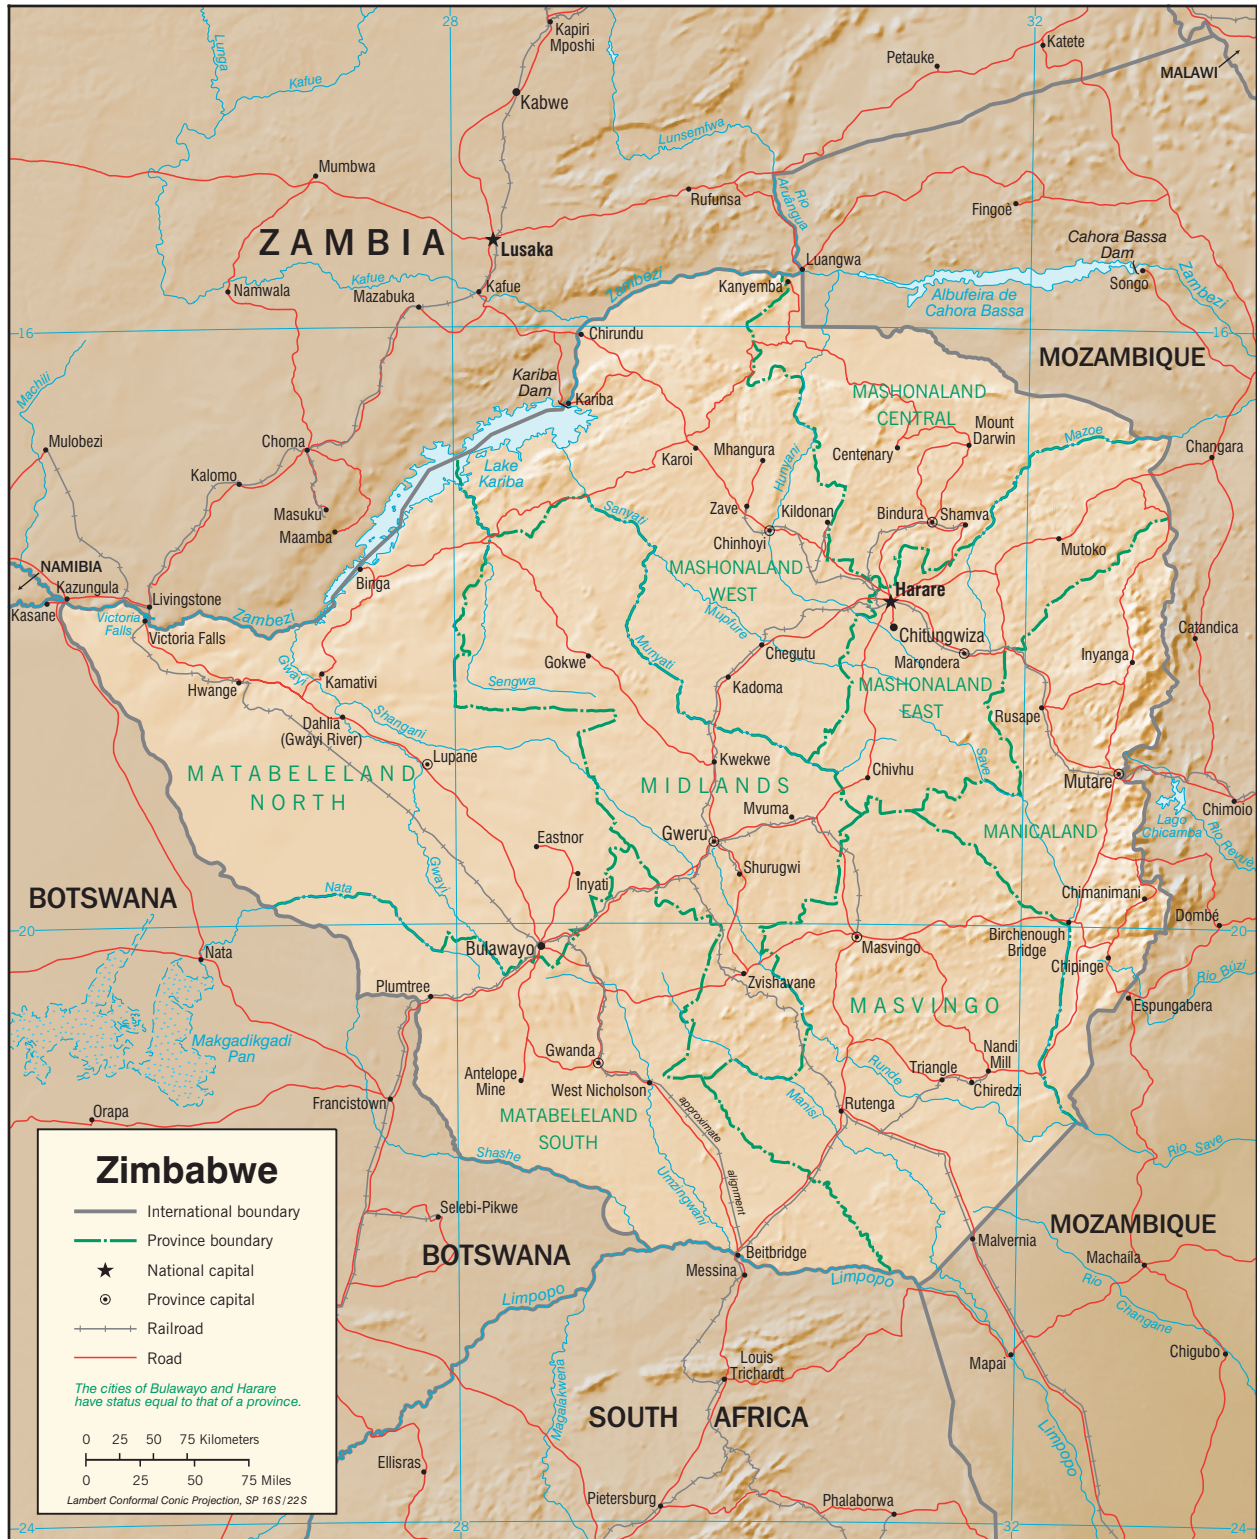 28
32
Kapiri
Mposhi
Katete
Petauke
MALAWI
Lunga
Kafue
Kabwe
Lunsemfwa
Mumbwa
Rufunsa
Rio
Aruângua
Fingoè
ZAMBIA
Lusaka
Cahora Bassa
Dam
Luangwa
Kafue
Zambezi
Kanyemba
Songo
Zambezi
Namwala
Mazabuka
Kafue
Albufeira de
Cahora Bassa
16
Chirundu
16
MOZAMBIQUE
Machili
Kariba
Dam
Kariba
MASHONALAND
CENTRAL
Mulobezi
Choma
Mount
Darwin
Mazoe
Changara
Lake
Kariba
Karoi
Mhangura
Hunyani
Centenary
Kalomo
Masuku
Maamba
Sanyati
Zave
Kildonan
Bindura
Shamva
Chinhoyi
Mutoko
NAMIBIA
Kazungula
Binga
MASHONALAND
WEST
Kasane
Livingstone
Victoria
Falls
Zambezi
Victoria Falls
Harare
Mupfure
Chitungwiza
Catandica
Munyati
Chegutu
Marondera
Inyanga
Gokwe
Gwayi
Kamativi
Hwange
Sengwa
Kadoma
MASHONALAND
EAST
Rusape
Dahlia
(Gwayi River)
Shangani
Lupane
Kwekwe
Chivhu
Save
Mutare
MATABELELAND
NORTH
MIDLANDS
Mvuma
Chimoio
Lago
Chicamba
Rio Revuè
Gweru
MANICALAND
Eastnor
Shurugwi
Gwayi
Inyati
BOTSWANA
Nata
Chimanimani
Dombé
20
Bulawayo
Masvingo
Birchenough
Bridge
20
Nata
Chipinge
Rio Búzi
Plumtree
Zvishavane
MASVINGO
Espungabera
Makgadikgadi
Pan
Gwanda
Nandi
Mill
Antelope
Mine
West Nicholson
Runde
Triangle
Chiredzi
Francistown
Orapa
approximate
Manisi
Rutenga
MATABELELAND
SOUTH
Shashe
alignment
Umzingwani
Rio Save
Zimbabwe
International boundary
Province boundary
National capital
Province capital
Railroad
Road
The cities of Bulawayo and Harare
have status equal to that of a province.
0 25 50 75 Kilometers
0 25 50 75 Miles
Lambert Conformal Conic Projection, SP 16S/22S
Selebi-Pikwe
BOTSWANA
MOZAMBIQUE
Malvernia
Beitbridge
Messina
Limpopo
Limpopo
Machaíla
Rio
Changane
Magalakwena
Louis
Trichardt
Mapai
Chigubo
SOUTH AFRICA
Limpopo
Ellisras
Pietersburg
Phalaborwa
24
28
32
24